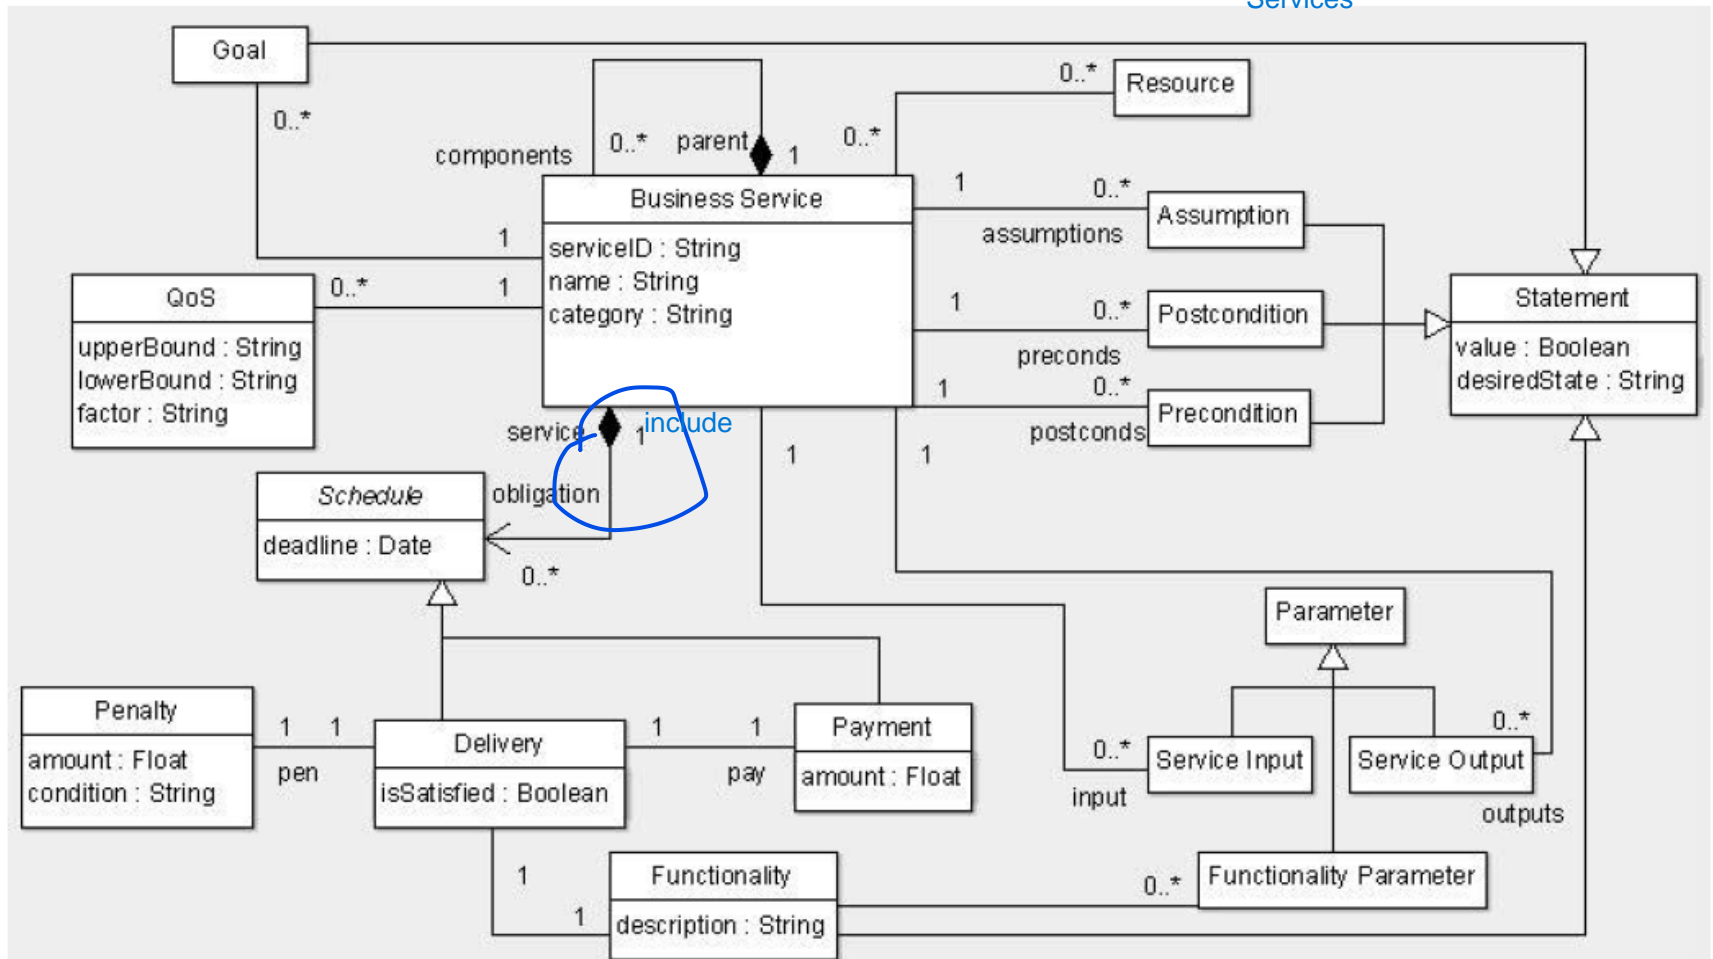 Services
Goal
0..*
Resource
0..*
components
0..*
parent
1
0..*
Business Service
serviceID : String
name : String
category : String
1
0..*
assumptions
Assumption
1
QoS
upperBound : String
lowerBound : String
factor : String
0..*
1
1
0..*
preconds
Postcondition
Statement
value : Boolean
desiredState : String
1
0..*
postconds
Precondition
service
1
include
1
1
Schedule
deadline : Date
obligation
0..*
Parameter
Penalty
amount : Float
condition : String
1
1
pen
Delivery
isSatisfied : Boolean
1
1
pay
Payment
amount : Float
0..*
input
Service Input
0..*
Service Output
outputs
1
1
Functionality
description : String
0..*
Functionality Parameter